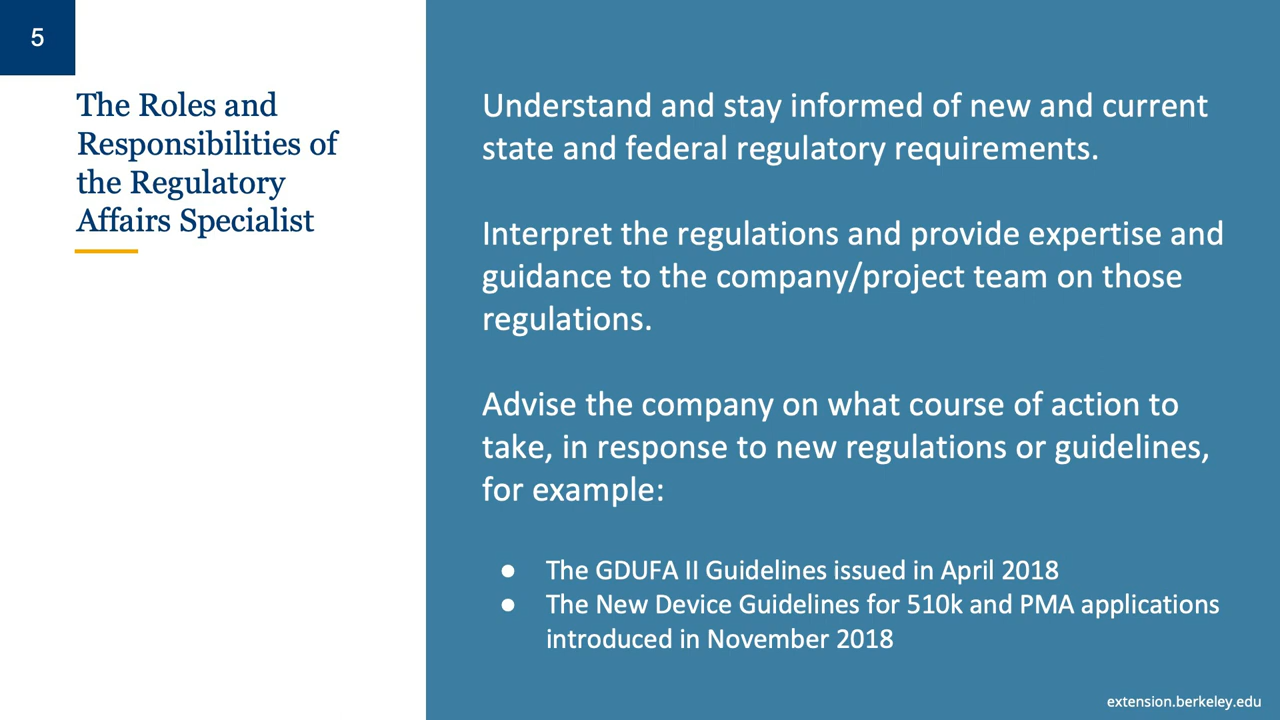 5
The Roles and
Responsibilities of
the Regulatory
Affairs Specialist
Understand and stay informed of new and current
state and federal regulatory requirements.
Interpret the regulations and provide expertise and
guidance to the company/project team on those
regulations.
Advise the company on what course of action to
take, in response to new regulations or guidelines,
for example:
● The GDUFA II Guidelines issued in April 2018
● The New Device Guidelines for 510k and PMA applications
introduced in November 2018
extension.berkeley.edu